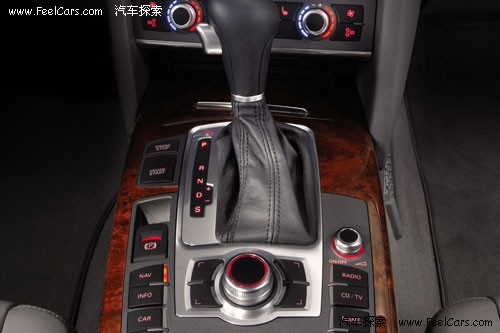 www.FeelCars.com 汽车探索
P
R
N
D
S
NAV
INFO
CAR
ON/OFF
RADIO
CD / TV
汽车探索 www.FeelCars.com